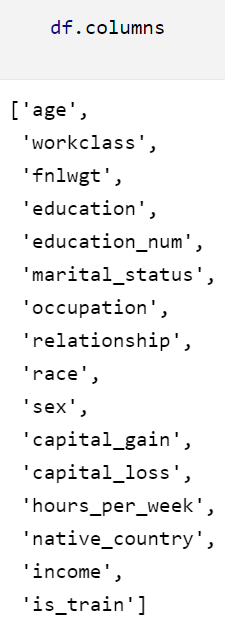 df.columns
['age',
'workclass',
'fnlwgt',
'education',
'education_num',
'marital_status',
'occupation',
'relationship',
'race',
'sex',
'capital_gain',
'capital_loss',
'hours_per_week',
'native_country',
'income',
'is_train']